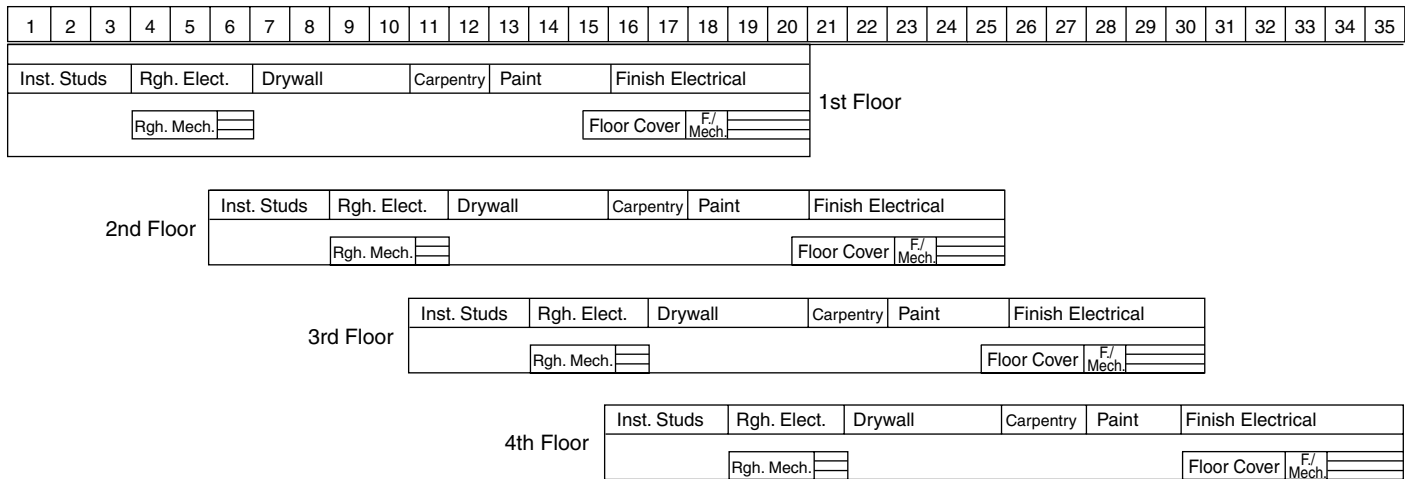 1 2 3 4 5 6 7 8 9 10 11 12 13 14 15 16 17 18 19 20 21 22 23 24 25 26 27 28 29 30 31 32 33 34 35
Inst. Studs Rgh. Elect. Drywall Carpentry Paint Finish Electrical
1st Floor
Rgh. Mech. Floor Cover F./
Mech.
Inst. Studs Rgh. Elect. Drywall Carpentry Paint Finish Electrical
2nd Floor
Rgh. Mech. Floor Cover F./
Mech.
Inst. Studs Rgh. Elect. Drywall Carpentry Paint Finish Electrical
3rd Floor
Rgh. Mech. Floor Cover F./
Mech.
Inst. Studs Rgh. Elect. Drywall Carpentry Paint Finish Electrical
4th Floor
Rgh. Mech. Floor Cover F./
Mech.